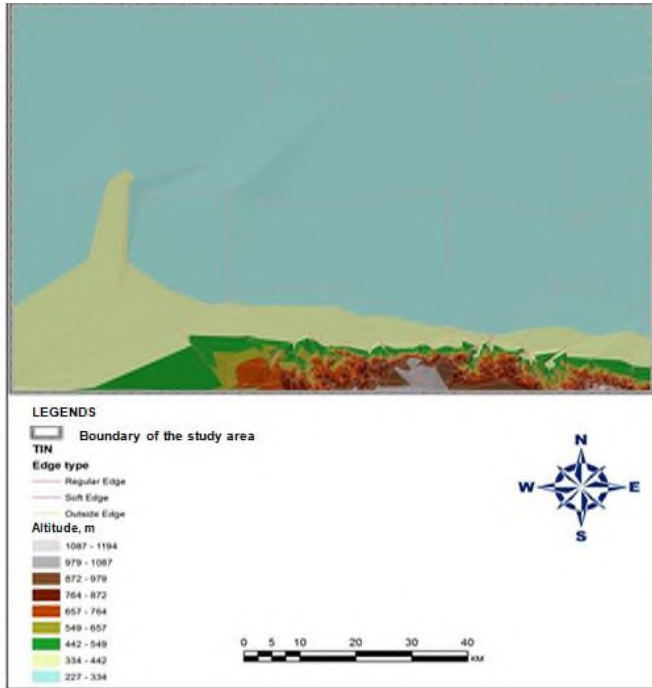 LEGENDS
Boundary of the study area
TIN
Edge type
Regular Edge
Soft Edge
Outside Edge
Altitude, m
1087 - 1194
979 - 1087
872 - 979
764 - 872
657 - 764
549 - 657
442 - 549
334 - 442
227 - 334
N
W E
S
0 5 10 20 30 40
KM